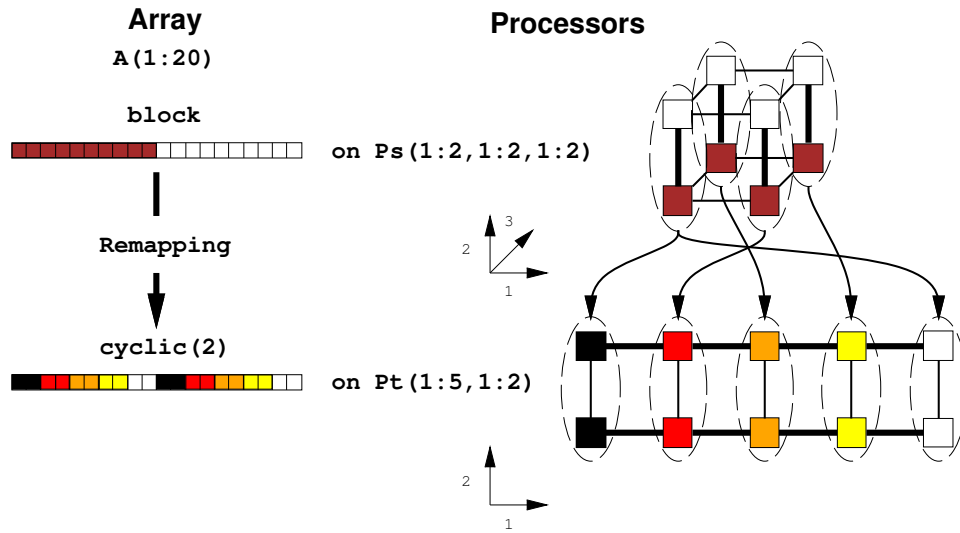 Array
Processors
A(1:20)
block
on Ps(1:2,1:2,1:2)
3
2
1
Remapping
cyclic(2)
on Pt(1:5,1:2)
2
1